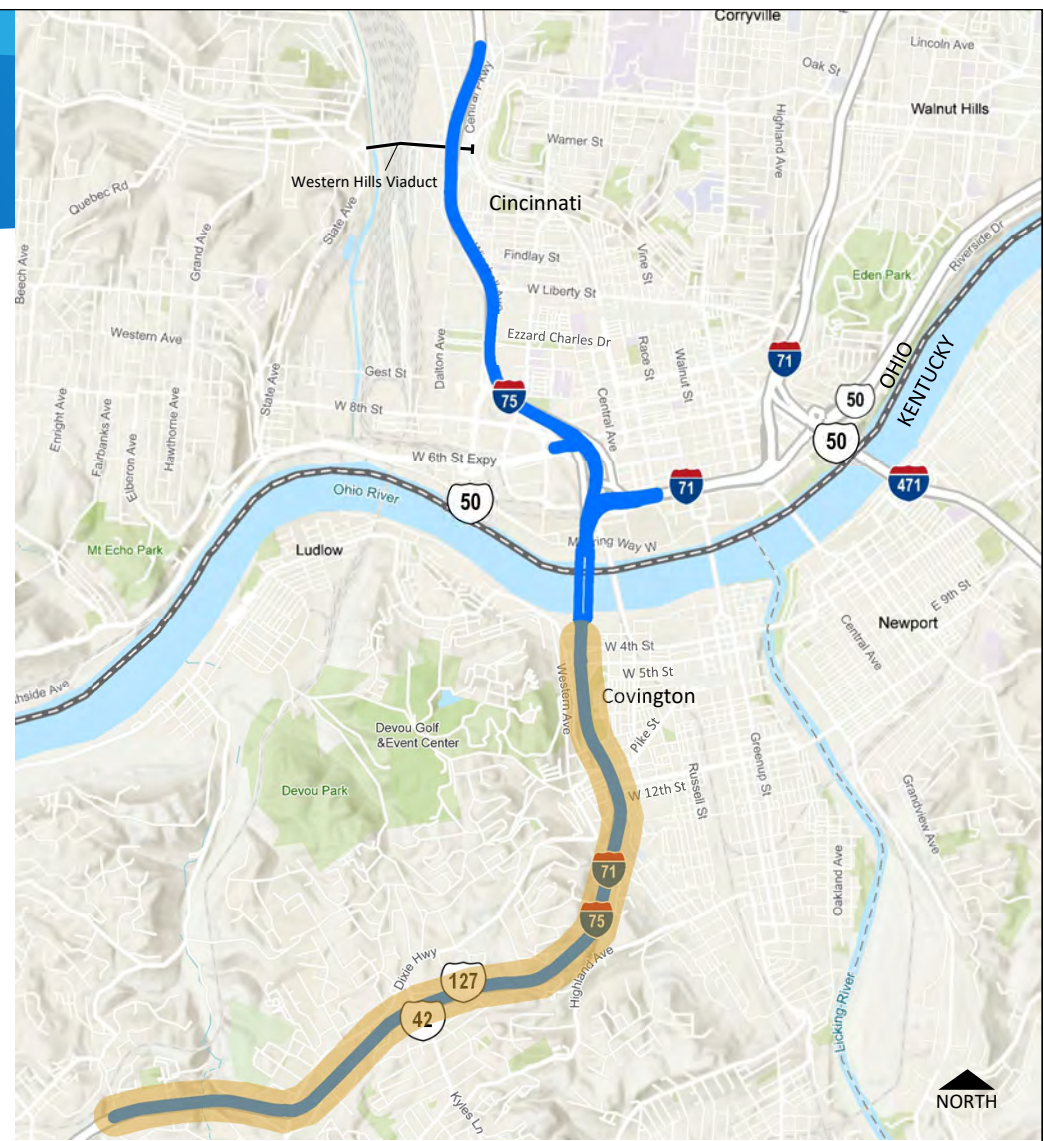 Corryville
Lincoln Ave
Oak St
Central Pkwy
Highland Ave
Walnut Hills
Warner St
Western Hills Viaduct
Quebec Rd
Cincinnati
State Ave
Grand Ave
Beech Ave
Findlay St
Vine St
Riverside Dr
Eden Park
W Liberty St
Western Ave
Ezzard Charles Dr
Dalton Ave
Race St
Walnut St
71
OHIO
KENTUCKY
Gest St
75
50
State Ave
W 8th St
Central Ave
Enright Ave
Fairbanks Ave
Elberon Ave
Hawthorne Ave
50
W 6th St Expy
71
471
Ohio River
50
Mt Echo Park
Ludlow
Way W
E 9th St
Newport
Central Ave
W 4th St
W 5th St
Western Ave
Covington
Devou Golf
&Event Center
Pike St
Greenup St
Devou Park
W 12th St
Russell St
Grandview Ave
71
Oakland Ave
75
Dixie Hwy
Highland Ave
127
42
Licking River
Kyles Ln
NORTH